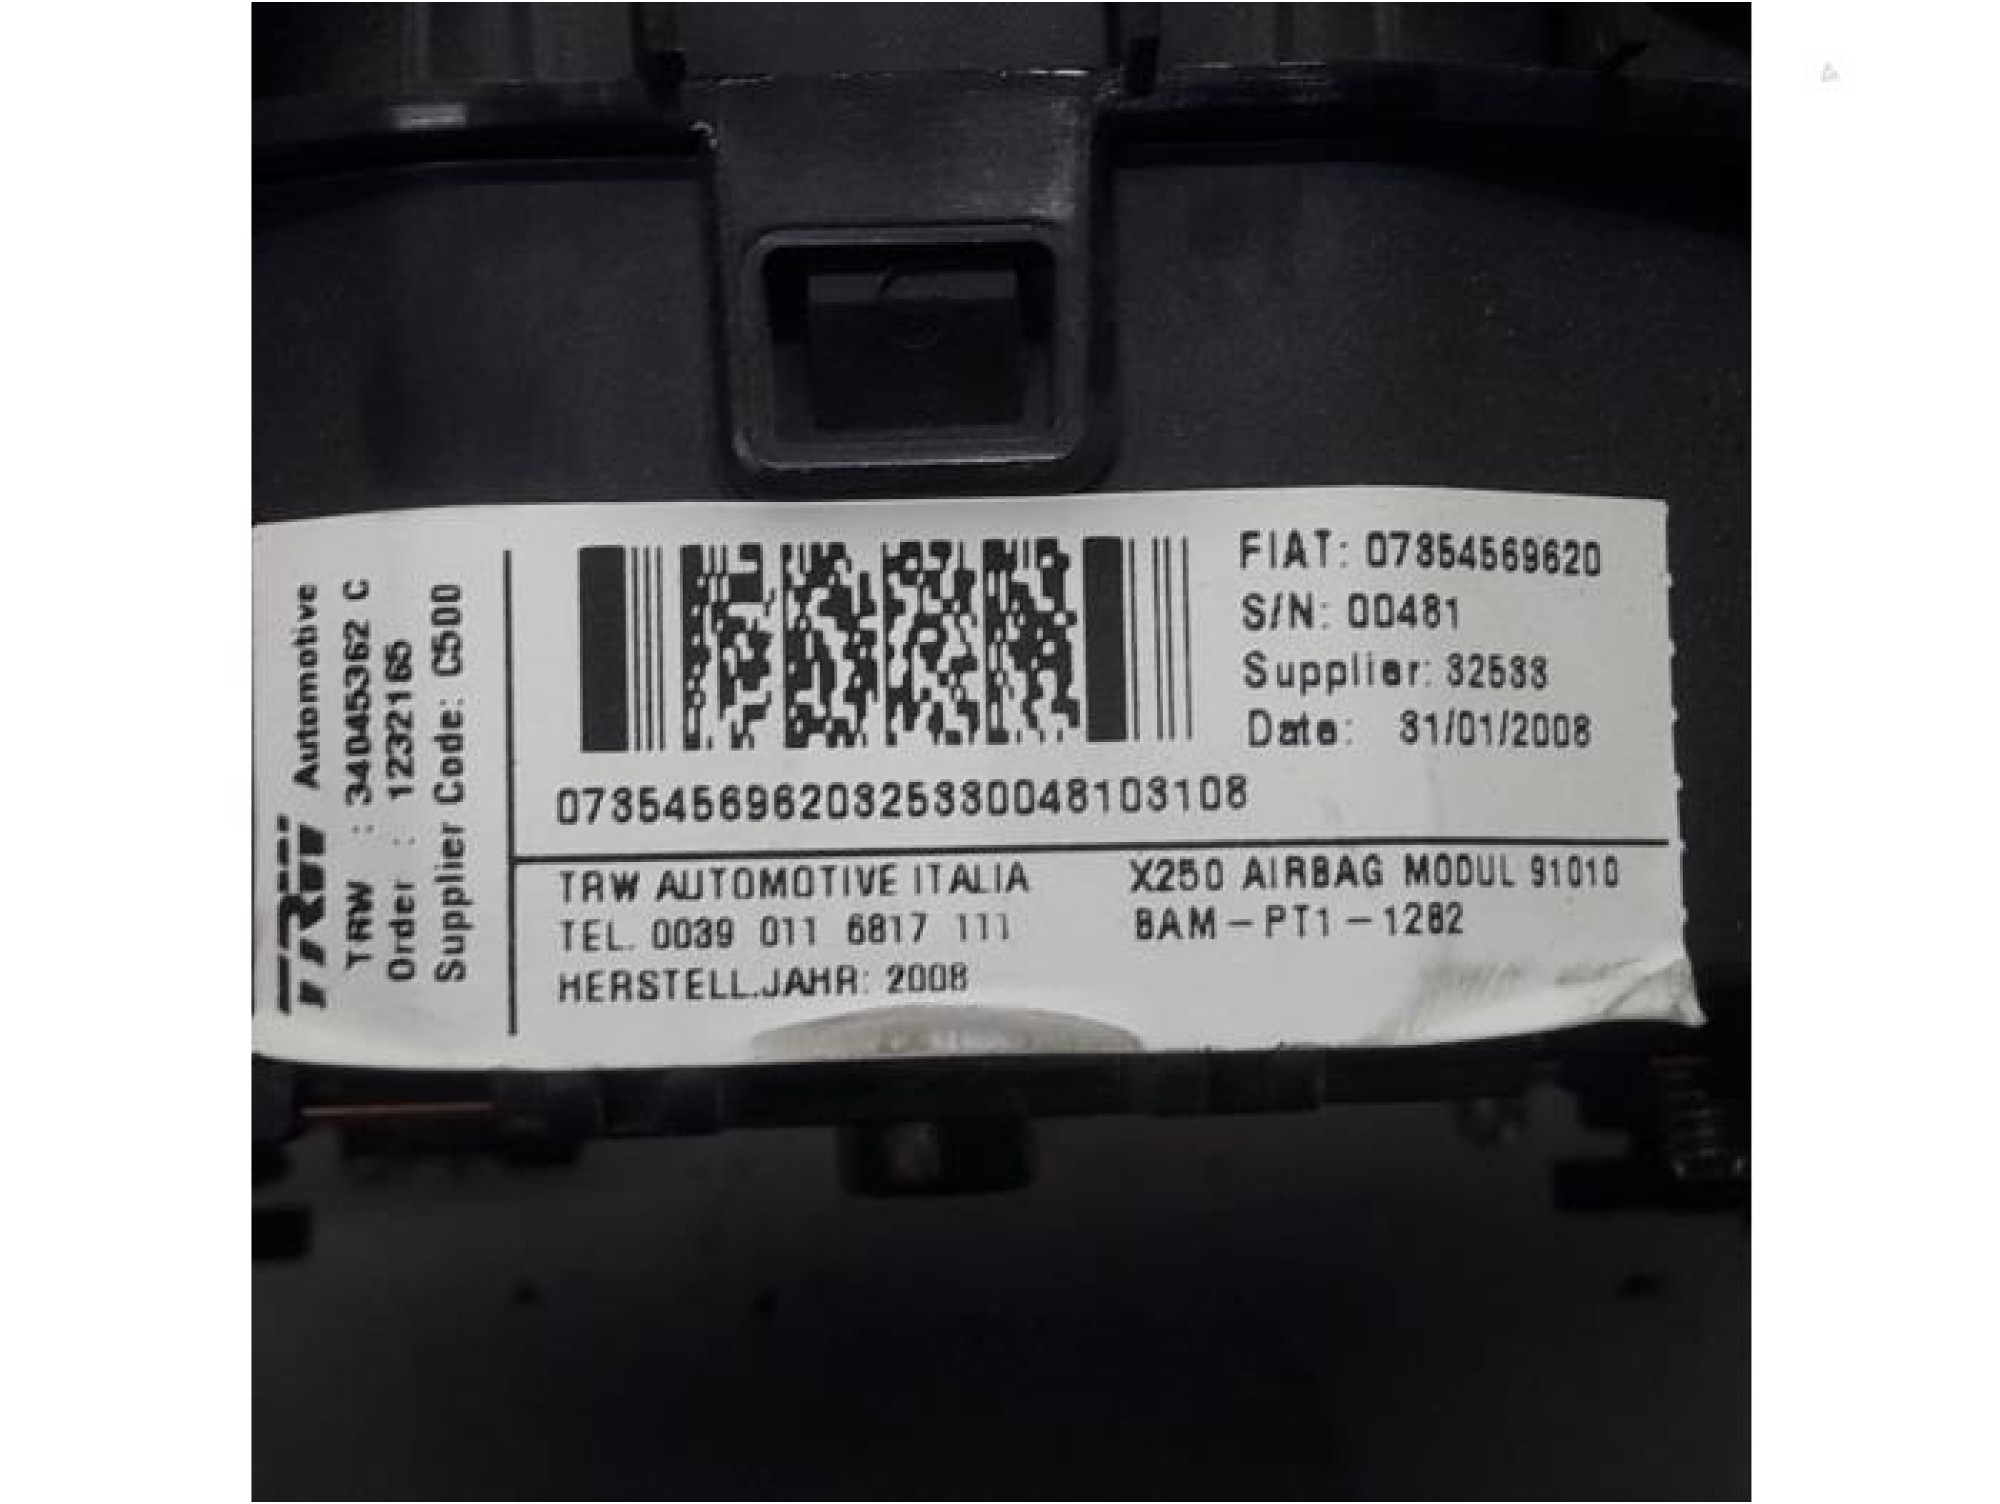 TRW Automotive
TRW : 34045362 C
Order : 1232165
Supplier Code: C500
FIAT: 07354569620
S/N: 00481
Supplier: 32533
Date: 31/01/2008
07354569620325330048103108
TRW AUTOMOTIVE ITALIA
TEL. 0039 011 6817 111
HERSTELL.JAHR: 2008
X250 AIRBAG MODUL 91010
BAM-PT1-1282